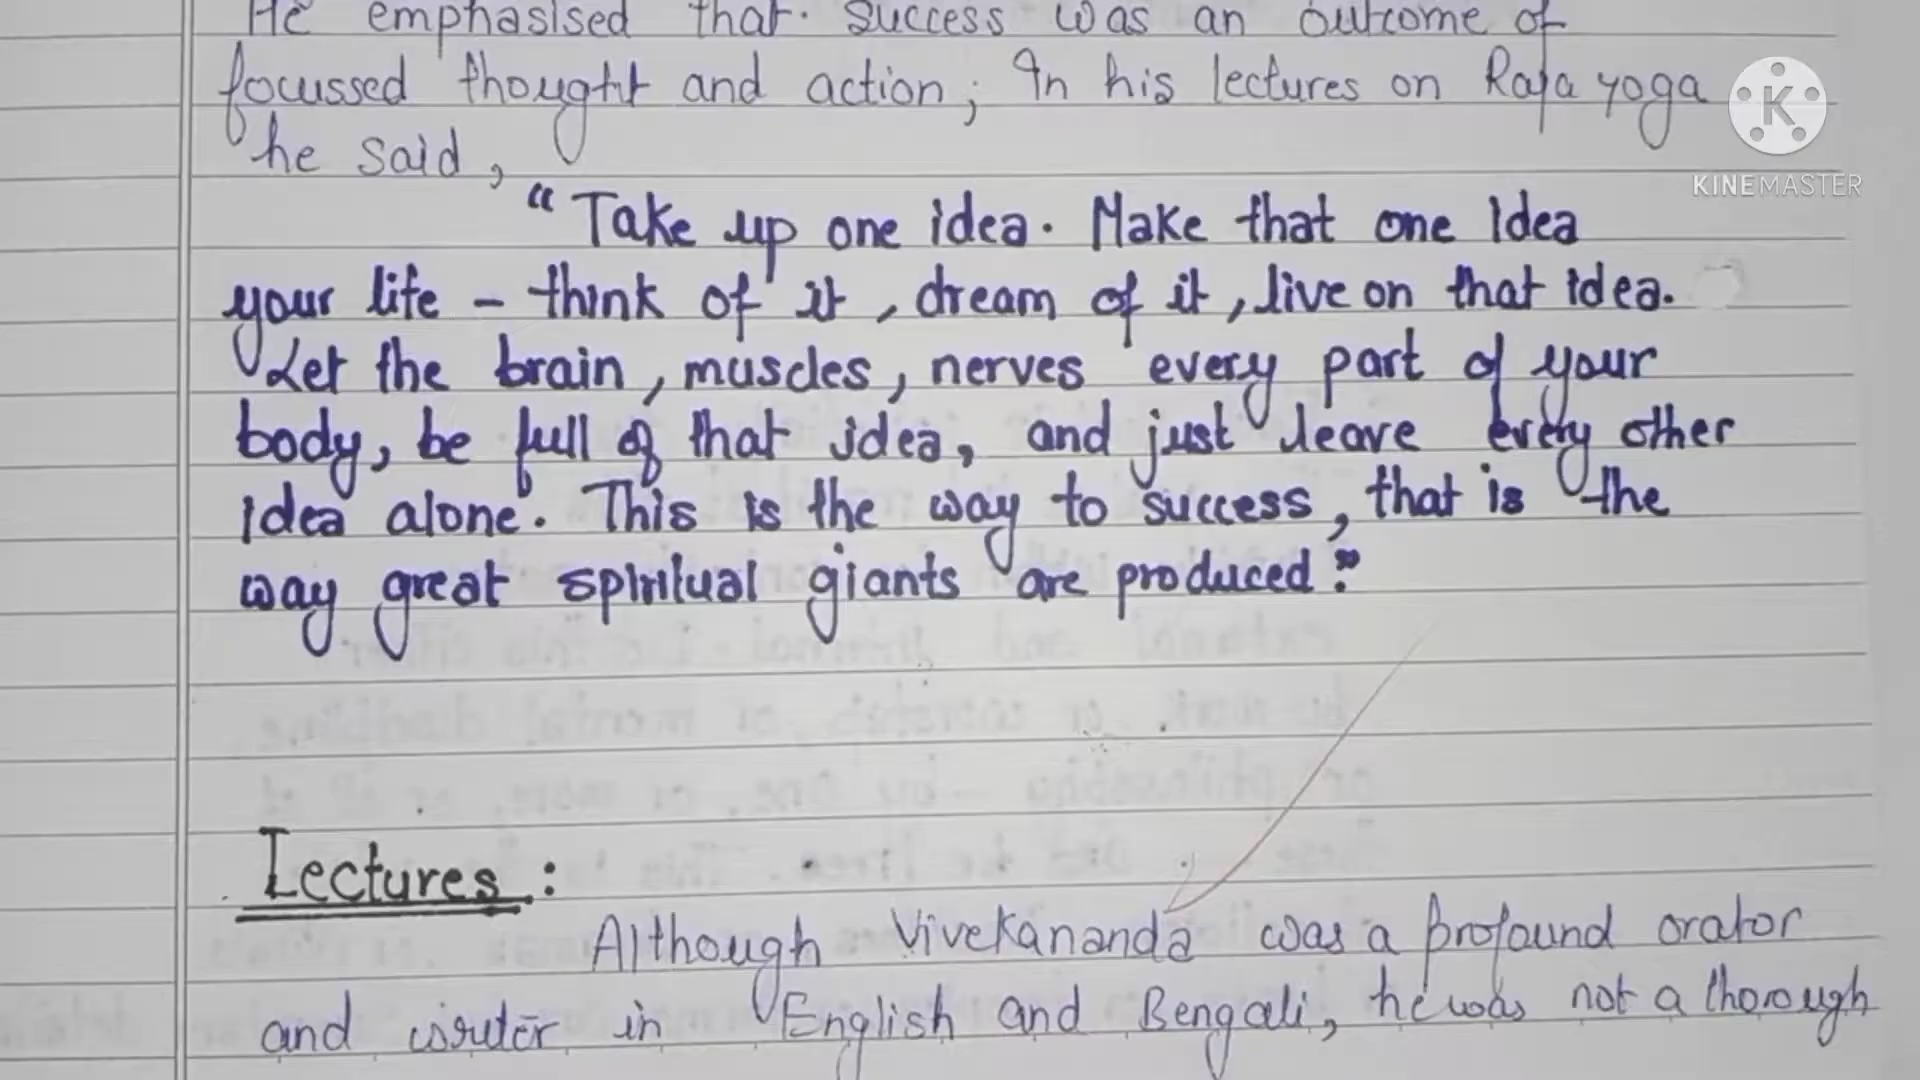 He emphasised that success was an outcome of
focussed thought and action; In his lectures on Raja yoga
he said,
"Take up one idea. Make that one Idea
your life - think of it, dream of it, live on that idea.
Let the brain, muscles, nerves every part of your
body, be full of that idea, and just leave every other
idea alone. This is the way to success, that is the
way great spiritual giants are produced."
Lectures :
Although Vivekananda was a profound orator
and writer in English and Bengali, he was not a thorough
KINEMASTER